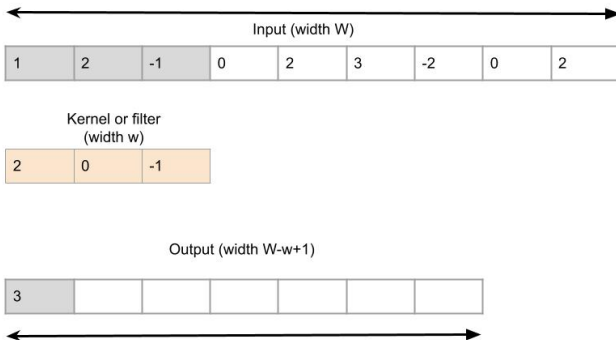 Input (width W)
1 2 -1 0 2 3 -2 0 2
Kernel or filter
(width w)
2 0 -1
Output (width W-w+1)
3